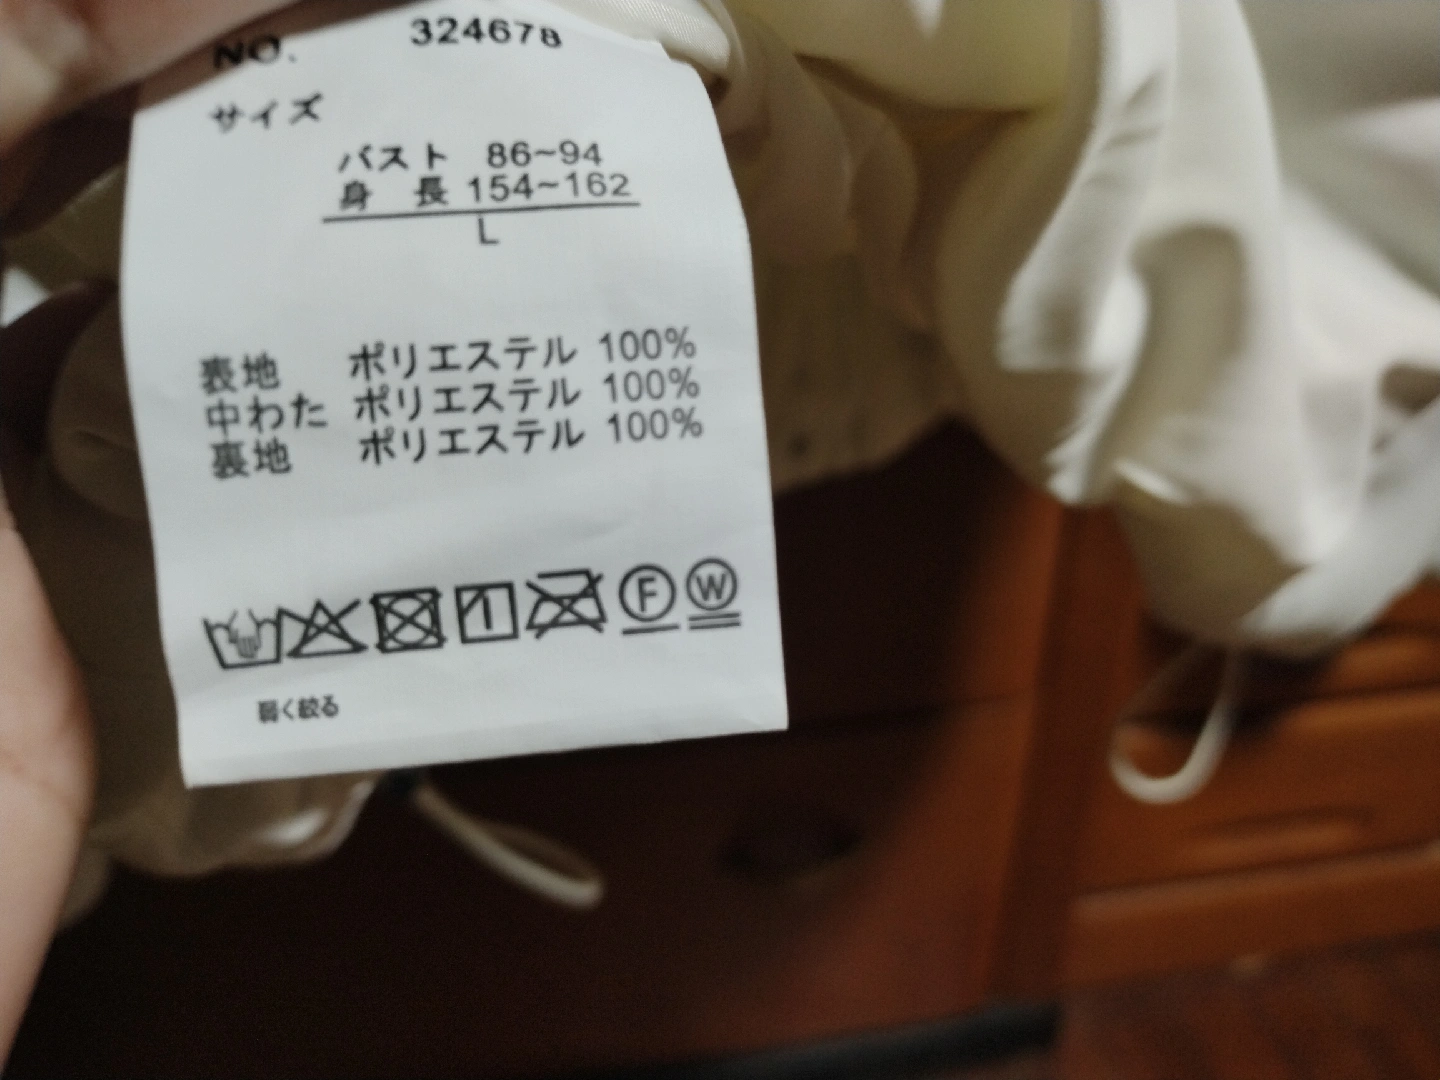 NO. 324678
サイズ
バスト 86~94
身 長 154~162
L
表地 ポリエステル 100%
中わた ポリエステル 100%
裏地 ポリエステル 100%
F W
弱く絞る